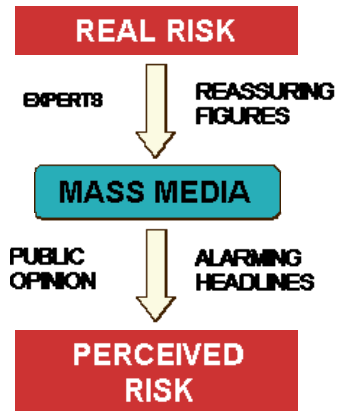 REAL RISK
EXPERTS
REASSURING
FIGURES
MASS MEDIA
PUBLIC
OPINION
ALARMING
HEADLINES
PERCEIVED
RISK